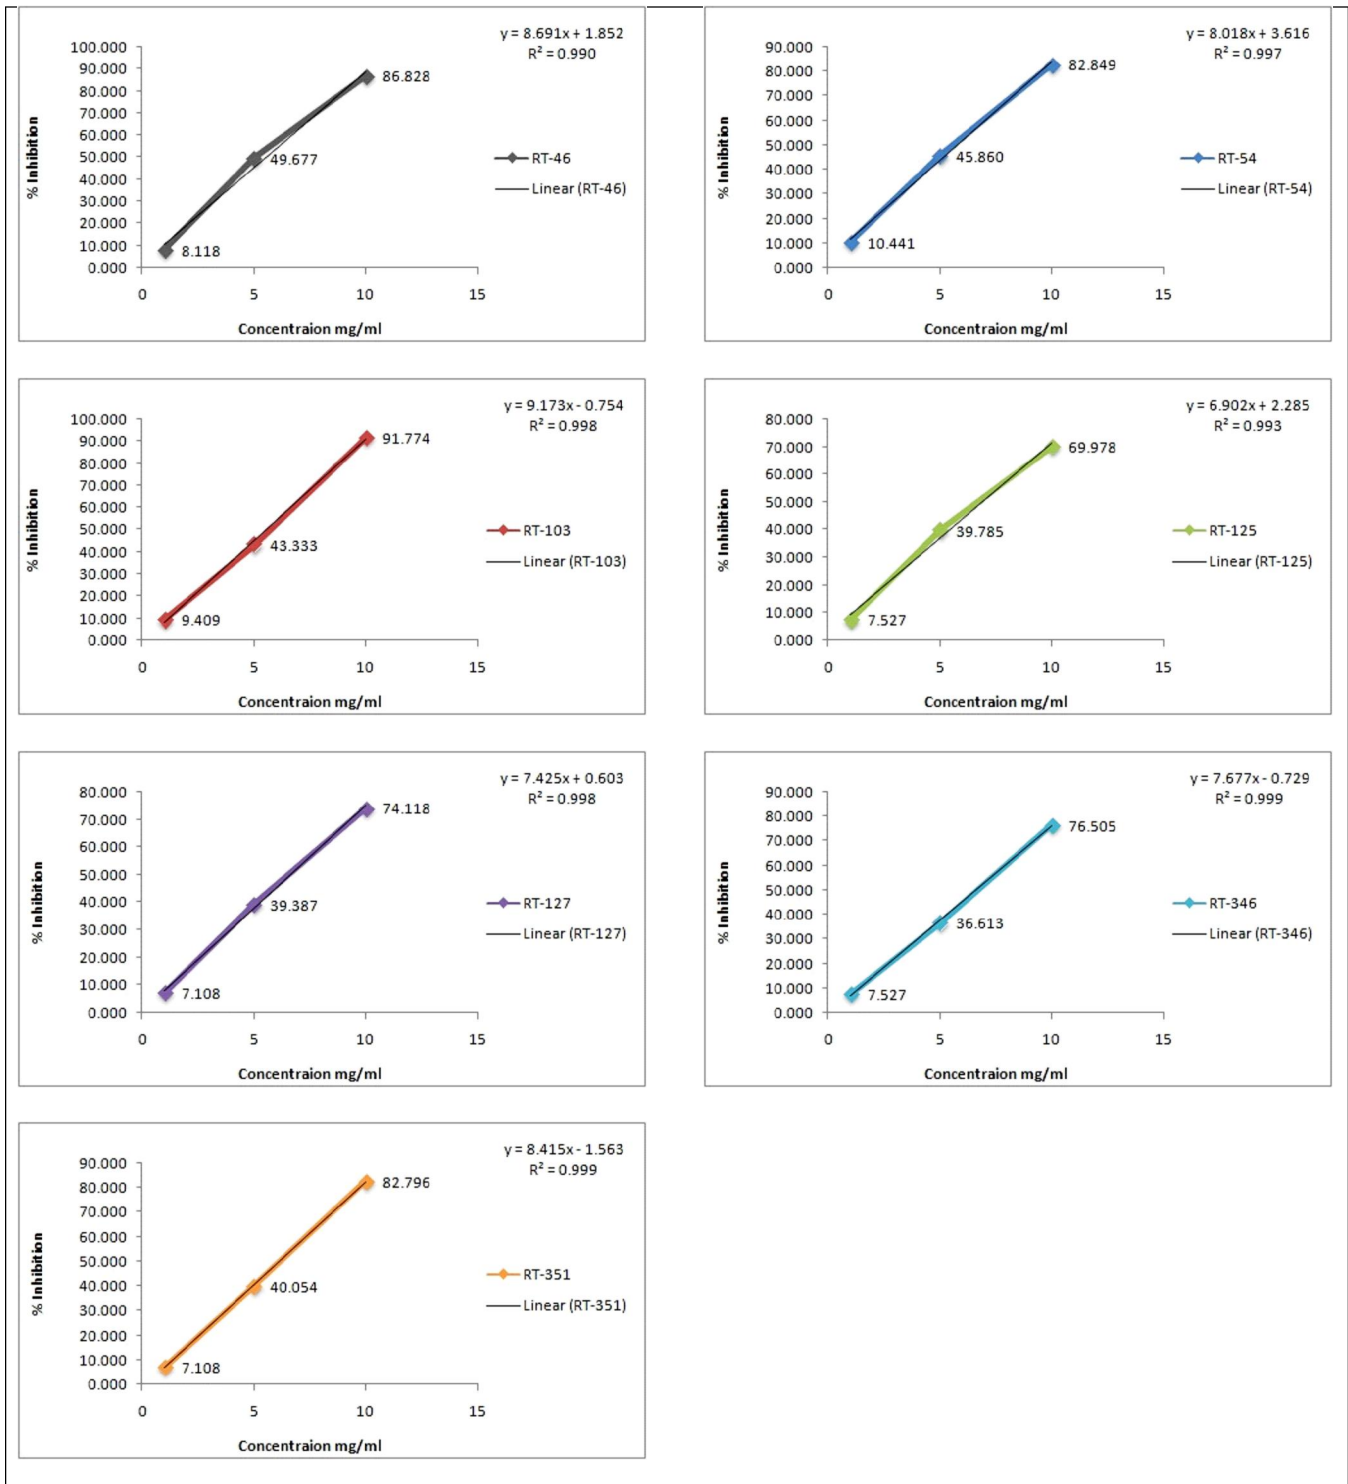 y = 8.691x + 1.852
R² = 0.990
100.000
90.000
80.000
70.000
60.000
50.000
40.000
30.000
20.000
10.000
0.000
% Inhibition
86.828
49.677
8.118
RT-46
Linear (RT-46)
0 5 10 15
Concentraion mg/ml
y = 8.018x + 3.616
R² = 0.997
90.000
80.000
70.000
60.000
50.000
40.000
30.000
20.000
10.000
0.000
% Inhibition
82.849
45.860
10.441
RT-54
Linear (RT-54)
0 5 10 15
Concentraion mg/ml
y = 9.173x - 0.754
R² = 0.998
100.000
90.000
80.000
70.000
60.000
50.000
40.000
30.000
20.000
10.000
0.000
% Inhibition
91.774
43.333
9.409
RT-103
Linear (RT-103)
0 5 10 15
Concentraion mg/ml
y = 6.902x + 2.285
R² = 0.993
80.000
70.000
60.000
50.000
40.000
30.000
20.000
10.000
0.000
% Inhibition
69.978
39.785
7.527
RT-125
Linear (RT-125)
0 5 10 15
Concentraion mg/ml
y = 7.425x + 0.603
R² = 0.998
80.000
70.000
60.000
50.000
40.000
30.000
20.000
10.000
0.000
% Inhibition
74.118
39.387
7.108
RT-127
Linear (RT-127)
0 5 10 15
Concentraion mg/ml
y = 7.677x - 0.729
R² = 0.999
90.000
80.000
70.000
60.000
50.000
40.000
30.000
20.000
10.000
0.000
% Inhibition
76.505
36.613
7.527
RT-346
Linear (RT-346)
0 5 10 15
Concentraion mg/ml
y = 8.415x - 1.563
R² = 0.999
90.000
80.000
70.000
60.000
50.000
40.000
30.000
20.000
10.000
0.000
% Inhibition
82.796
40.054
7.108
RT-351
Linear (RT-351)
0 5 10 15
Concentraion mg/ml